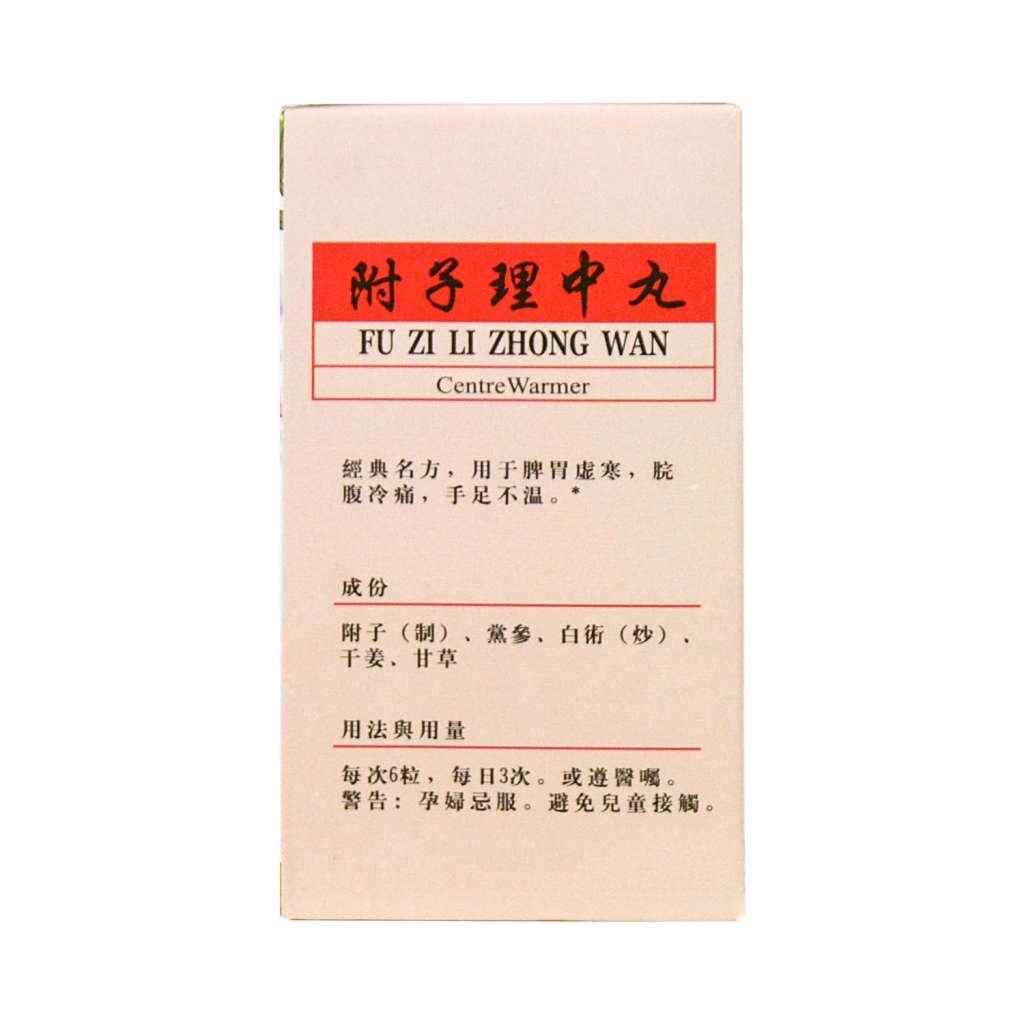 附子理中丸
FU ZI LI ZHONG WAN
CentreWarmer
經典名方，用于脾胃虚寒，脘
腹冷痛，手足不温。*
成份
附子（制）、黨參、白術（炒）、
干姜、甘草
用法與用量
每次6粒，每日3次。或遵醫囑。
警告：孕婦忌服。避免兒童接觸。